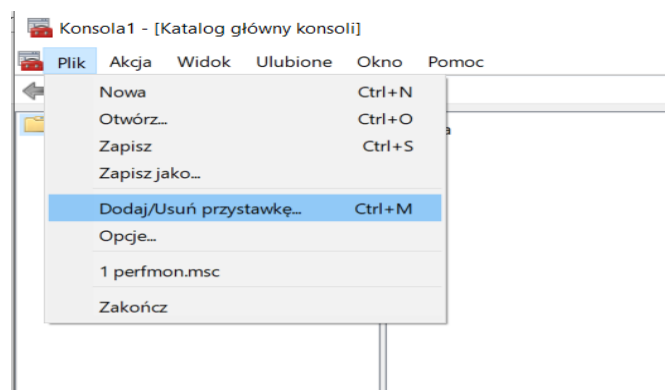 Konsola1 - [Katalog główny konsoli]
Plik Akcja Widok Ulubione Okno Pomoc
Nowa Ctrl+N
Otwórz... Ctrl+O
Zapisz Ctrl+S
Zapisz jako...
Dodaj/Usuń przystawkę... Ctrl+M
Opcje...
1 perfmon.msc
Zakończ